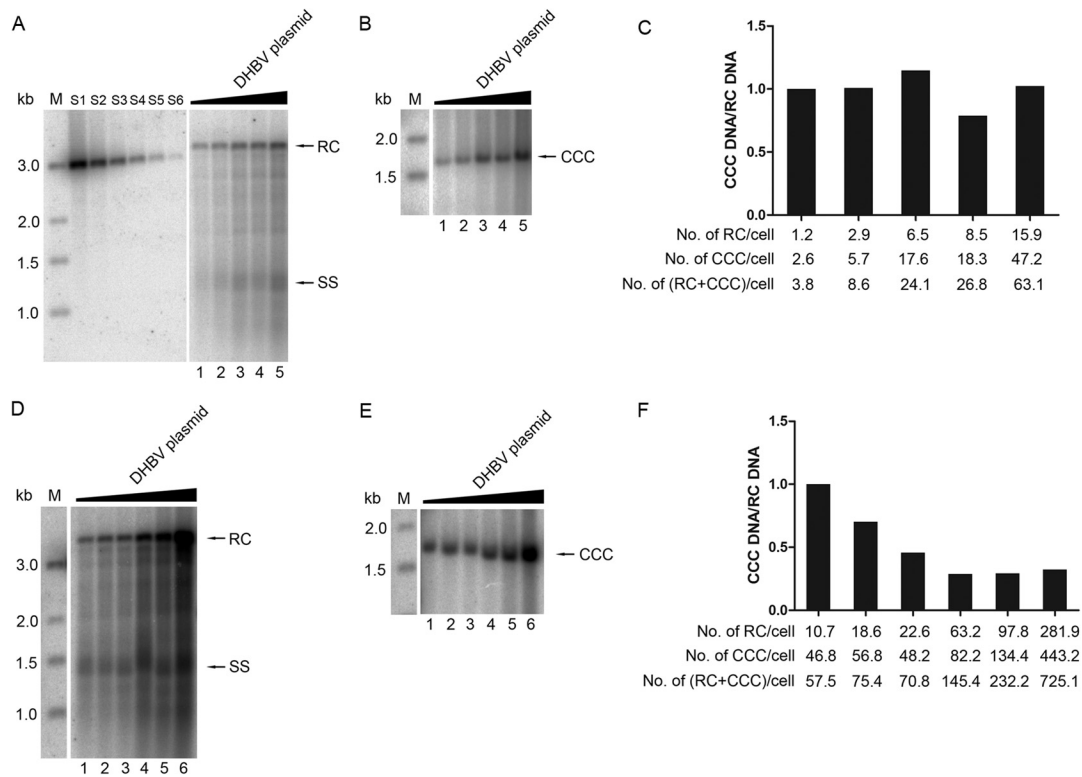 A
DHBV plasmid
kb M S1 S2 S3 S4 S5 S6
RC
3.0
2.0
1.5
SS
1.0
1 2 3 4 5
B
DHBV plasmid
kb M
2.0
CCC
1.5
1 2 3 4 5
C
CCC DNA/RC DNA
1.5
1.0
0.5
0.0
No. of RC/cell 1.2 2.9 6.5 8.5 15.9
No. of CCC/cell 2.6 5.7 17.6 18.3 47.2
No. of (RC+CCC)/cell 3.8 8.6 24.1 26.8 63.1
D
DHBV plasmid
kb M
RC
3.0
2.0
1.5
SS
1.0
1 2 3 4 5 6
E
DHBV plasmid
kb M
2.0
CCC
1.5
1 2 3 4 5 6
F
CCC DNA/RC DNA
1.5
1.0
0.5
0.0
No. of RC/cell 10.7 18.6 22.6 63.2 97.8 281.9
No. of CCC/cell 46.8 56.8 48.2 82.2 134.4 443.2
No. of (RC+CCC)/cell 57.5 75.4 70.8 145.4 232.2 725.1